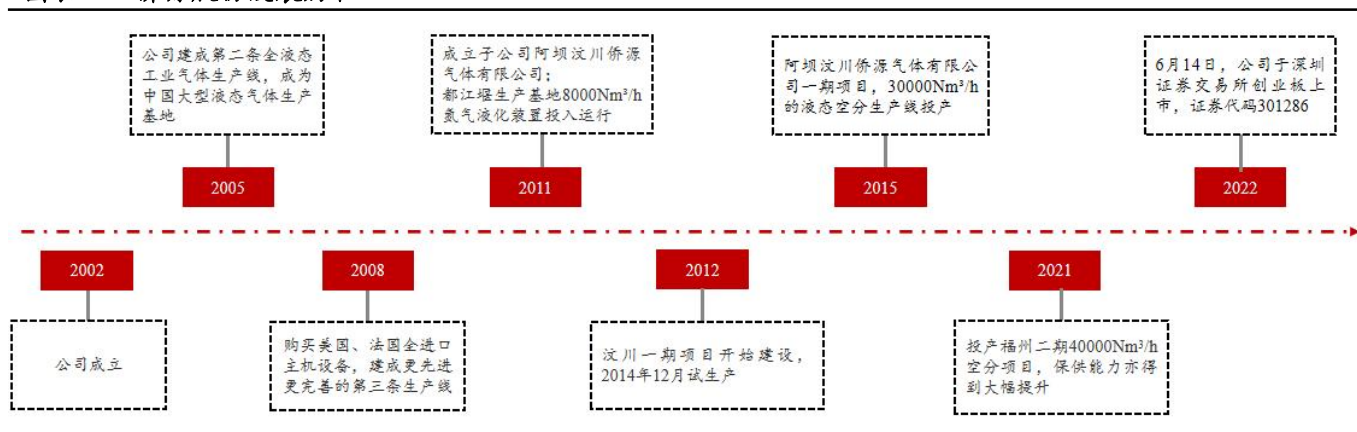 公司建成第二条全液态
工业气体生产线，成为
中国大型液态气体生产
基地
2005
成立子公司阿坝汶川侨源
气体有限公司；
都江堰生产基地8000Nm³/h
氮气液化装置投入运行
2011
阿坝汶川侨源气体有限公
司一期项目，30000Nm³/h
的液态空分生产线投产
2015
6月14日，公司于深圳
证券交易所创业板上
市，证券代码301286
2022
2002
公司成立
2008
购买美国、法国全进口
主机设备，建成更先进
更完善的第三条生产线
2012
汶川一期项目开始建设，
2014年12月试生产
2021
投产福州二期40000Nm³/h
空分项目，保供能力亦得
到大幅提升